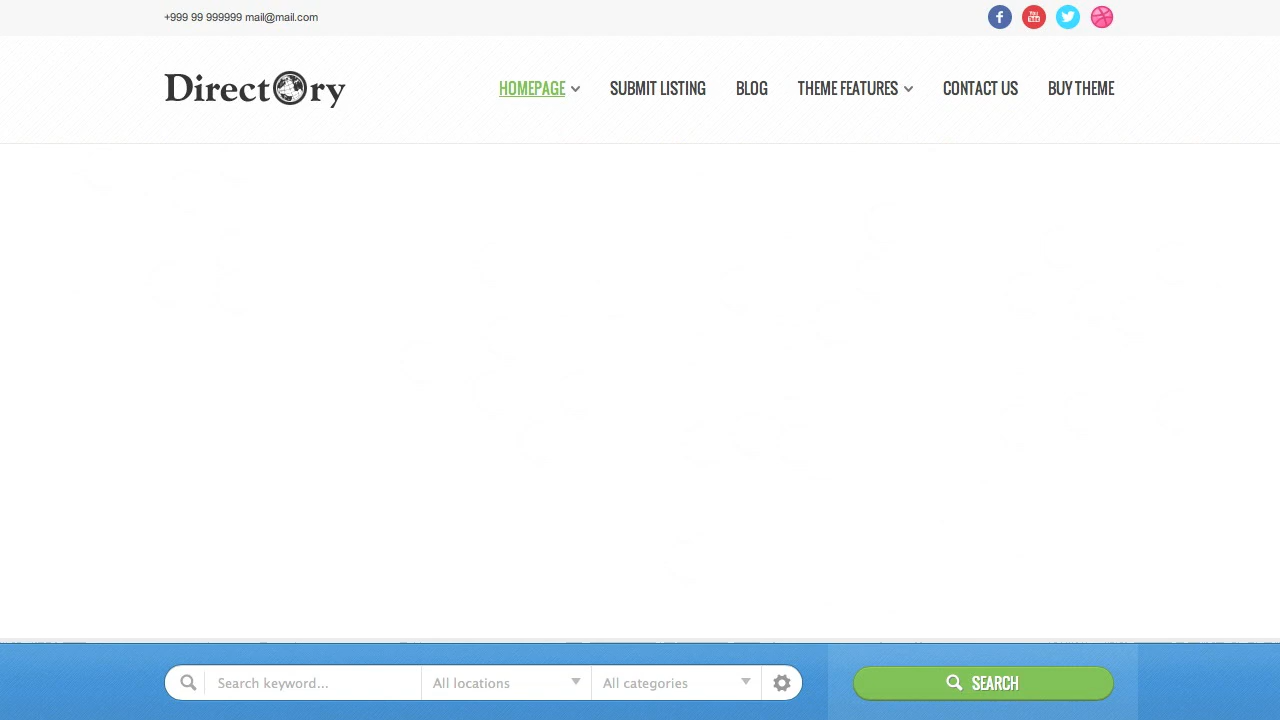 +999 99 999999 mail@mail.com
Directory
HOMEPAGE SUBMIT LISTING BLOG THEME FEATURES CONTACT US BUY THEME
Search keyword... All locations All categories SEARCH